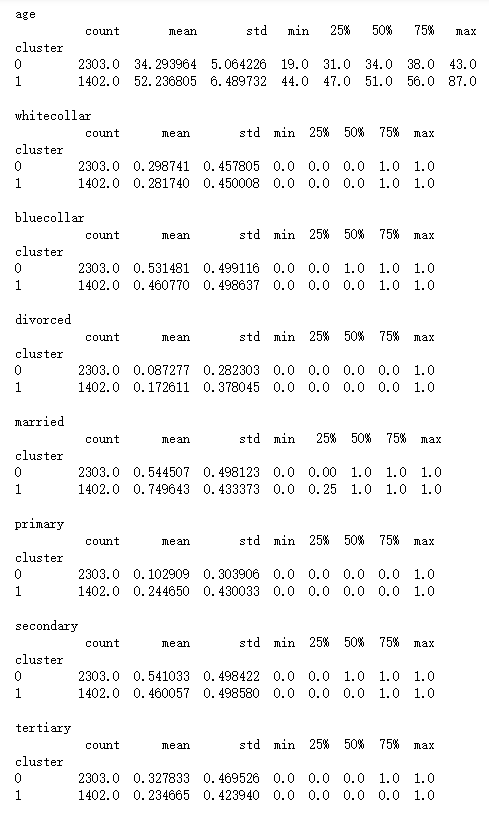 age
count mean std min 25% 50% 75% max
cluster
0 2303.0 34.293964 5.064226 19.0 31.0 34.0 38.0 43.0
1 1402.0 52.236805 6.489732 44.0 47.0 51.0 56.0 87.0
whitecollar
count mean std min 25% 50% 75% max
cluster
0 2303.0 0.298741 0.457805 0.0 0.0 0.0 1.0 1.0
1 1402.0 0.281740 0.450008 0.0 0.0 0.0 1.0 1.0
bluecollar
count mean std min 25% 50% 75% max
cluster
0 2303.0 0.531481 0.499116 0.0 0.0 1.0 1.0 1.0
1 1402.0 0.460770 0.498637 0.0 0.0 0.0 1.0 1.0
divorced
count mean std min 25% 50% 75% max
cluster
0 2303.0 0.087277 0.282303 0.0 0.0 0.0 0.0 1.0
1 1402.0 0.172611 0.378045 0.0 0.0 0.0 0.0 1.0
married
count mean std min 25% 50% 75% max
cluster
0 2303.0 0.544507 0.498123 0.0 0.00 1.0 1.0 1.0
1 1402.0 0.749643 0.433373 0.0 0.25 1.0 1.0 1.0
primary
count mean std min 25% 50% 75% max
cluster
0 2303.0 0.102909 0.303906 0.0 0.0 0.0 0.0 1.0
1 1402.0 0.244650 0.430033 0.0 0.0 0.0 0.0 1.0
secondary
count mean std min 25% 50% 75% max
cluster
0 2303.0 0.541033 0.498422 0.0 0.0 1.0 1.0 1.0
1 1402.0 0.460057 0.498580 0.0 0.0 0.0 1.0 1.0
tertiary
count mean std min 25% 50% 75% max
cluster
0 2303.0 0.327833 0.469526 0.0 0.0 0.0 1.0 1.0
1 1402.0 0.234665 0.423940 0.0 0.0 0.0 0.0 1.0